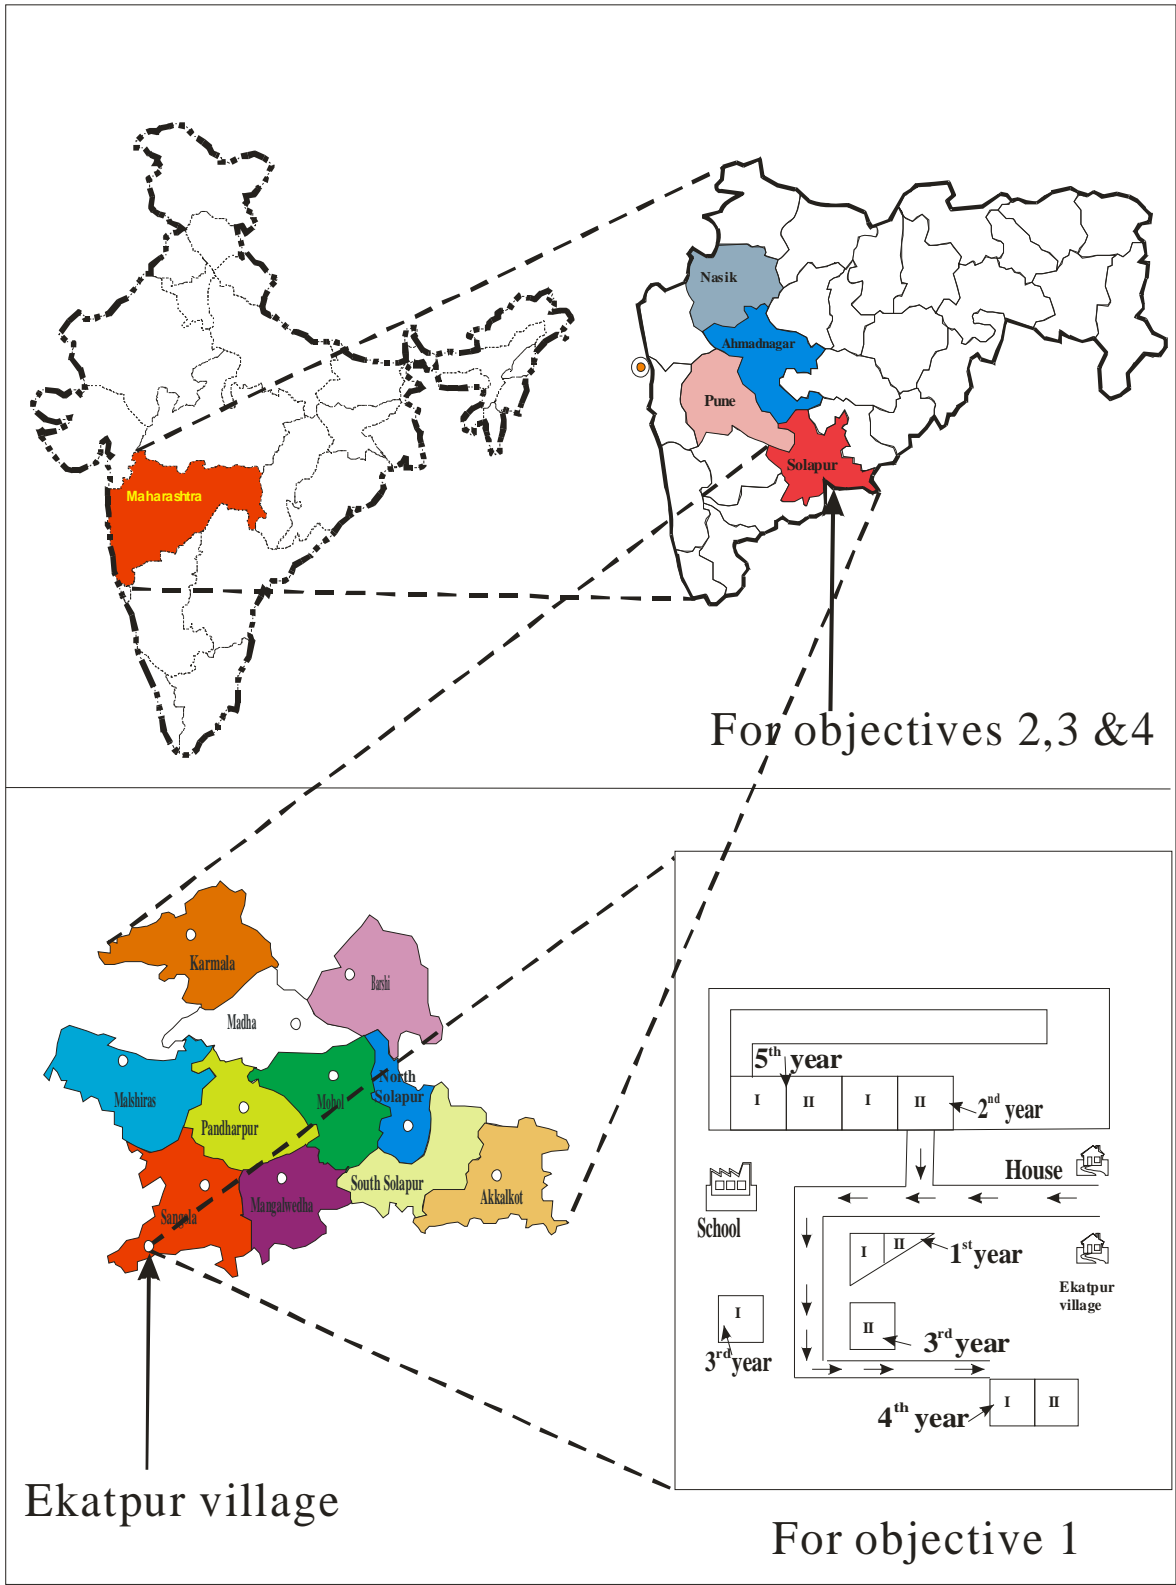 Maharashtra
Nasik
Ahmadnagar
Pune
Solapur
For objectives 2,3 &4
Karmala
Barshi
Madha
Malshiras
Pandharpur
Mohol
North
Solapur
Sangola
Mangalwedha
South Solapur
Akkalkot
Ekatpur village
5th year
I
II
I
II
2nd year
House
School
I
II
1st year
Ekatpur
village
I
3rd year
II
3rd year
4th year
I
II
For objective 1